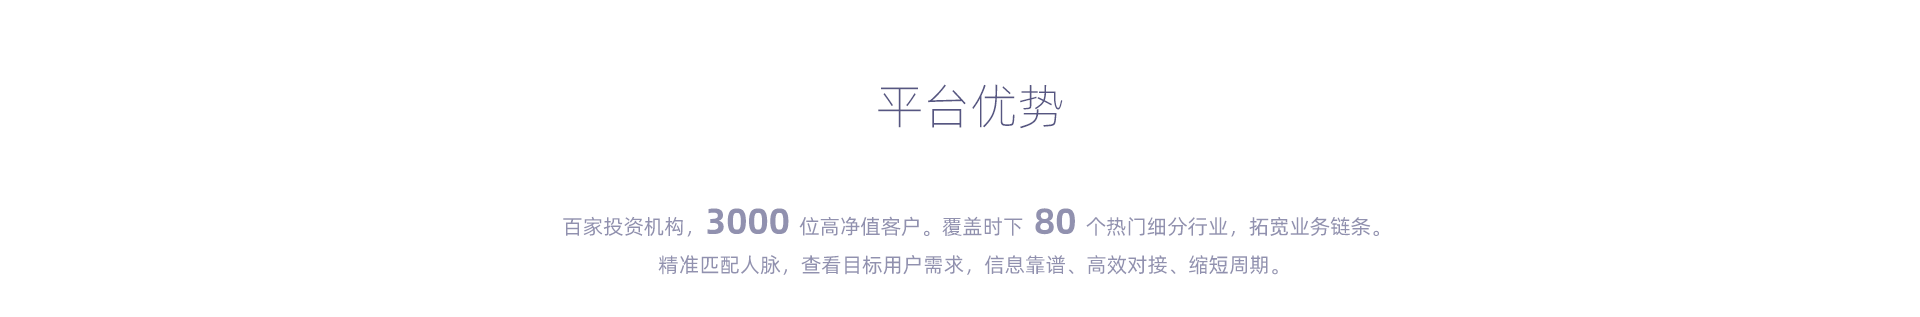 平台优势
百家投资机构，3000 位高净值客户。覆盖时下 80 个热门细分行业，拓宽业务链条。
精准匹配人脉，查看目标用户需求，信息靠谱、高效对接、缩短周期。